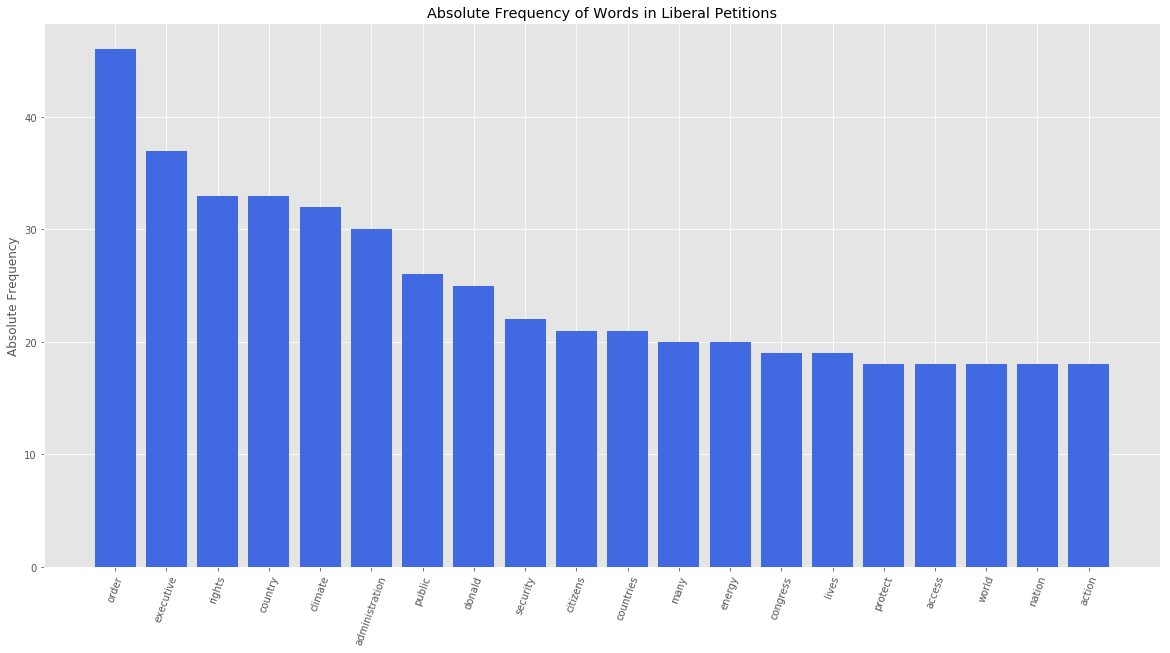 Absolute Frequency of Words in Liberal Petitions
Absolute Frequency
40
30
20
10
0
order
executive
rights
country
climate
administration
public
donald
security
citizens
countries
many
energy
congress
lives
protect
access
world
nation
action